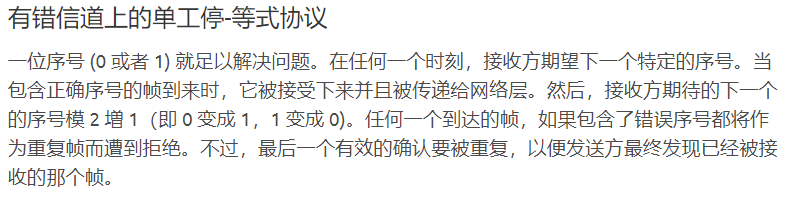 有错信道上的单工停-等式协议
一位序号 (0 或者 1) 就足以解决问题。在任何一个时刻，接收方期望下一个特定的序号。当
包含正确序号的帧到来时，它被接受下来并且被传递给网络层。然后，接收方期待的下一个
的序号模 2 增 1（即 0 变成 1，1 变成 0)。任何一个到达的帧，如果包含了错误序号都将作
为重复帧而遭到拒绝。不过，最后一个有效的确认要被重复，以便发送方最终发现已经被接
收的那个帧。